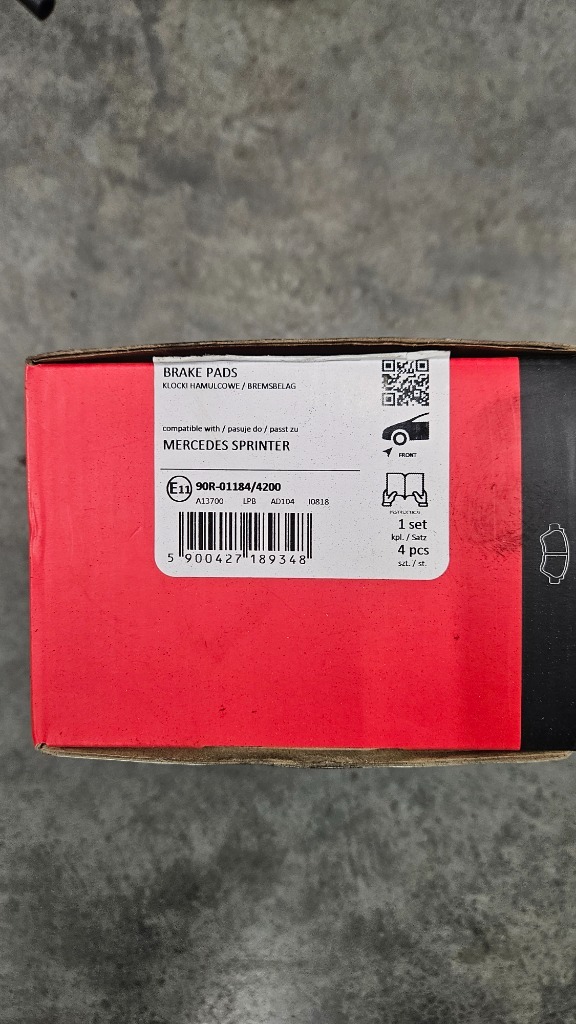 BRAKE PADS
KLOCKI HAMULCOWE / BREMSBELAG
compatible with / pasuje do / passt zu
MERCEDES SPRINTER
FRONT
E11 90R-01184/4200
A13700 LPB AD104 I0818
1 set
kpl. / Satz
4 pcs
szt. / st.
5 900427 189348